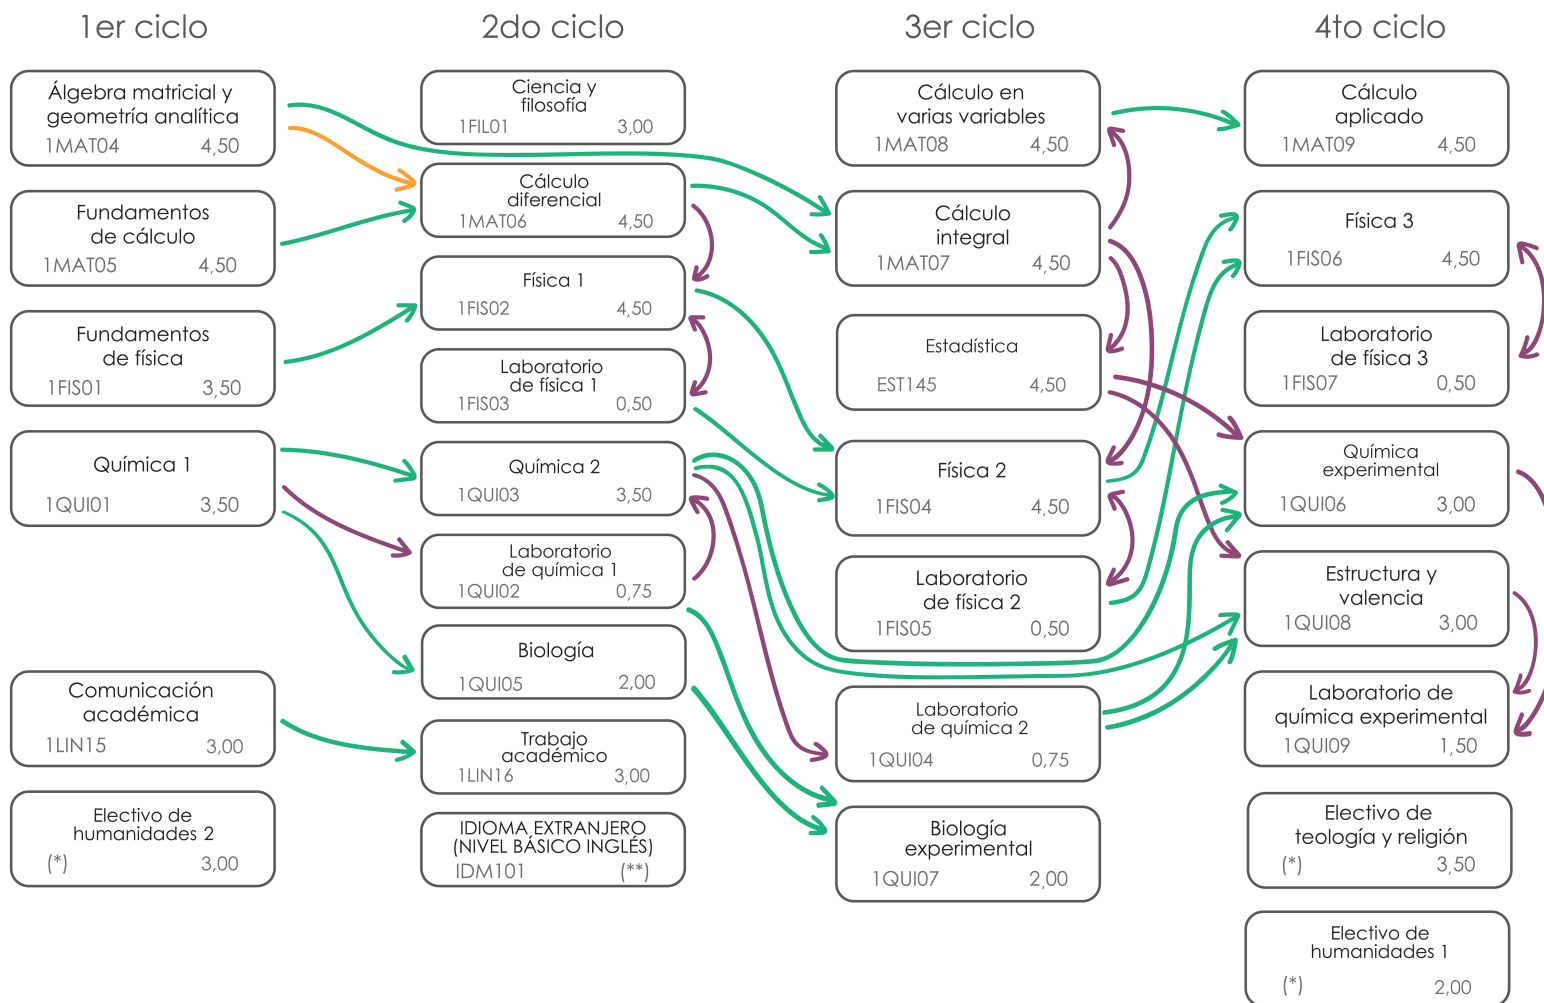 1er ciclo
Álgebra matricial y
geometría analítica
1MAT04 4,50
Fundamentos
de cálculo
1MAT05 4,50
Fundamentos
de física
1FIS01 3,50
Química 1
1QUI01 3,50
Comunicación
académica
1LIN15 3,00
Electivo de
humanidades 2
(*) 3,00
2do ciclo
Ciencia y
filosofía
1FIL01 3,00
Cálculo
diferencial
1MAT06 4,50
Física 1
1FIS02 4,50
Laboratorio
de física 1
1FIS03 0,50
Química 2
1QUI03 3,50
Laboratorio
de química 1
1QUI02 0,75
Biología
1QUI05 2,00
Trabajo
académico
1LIN16 3,00
IDIOMA EXTRANJERO
(NIVEL BÁSICO INGLÉS)
IDM101 (**)
3er ciclo
Cálculo en
varias variables
1MAT08 4,50
Cálculo
integral
1MAT07 4,50
Estadística
EST145 4,50
Física 2
1FIS04 4,50
Laboratorio
de física 2
1FIS05 0,50
Laboratorio
de química 2
1QUI04 0,75
Biología
experimental
1QUI07 2,00
4to ciclo
Cálculo
aplicado
1MAT09 4,50
Física 3
1FIS06 4,50
Laboratorio
de física 3
1FIS07 0,50
Química
experimental
1QUI06 3,00
Estructura y
valencia
1QUI08 3,00
Laboratorio de
química experimental
1QUI09 1,50
Electivo de
teología y religión
(*) 3,50
Electivo de
humanidades 1
(*) 2,00